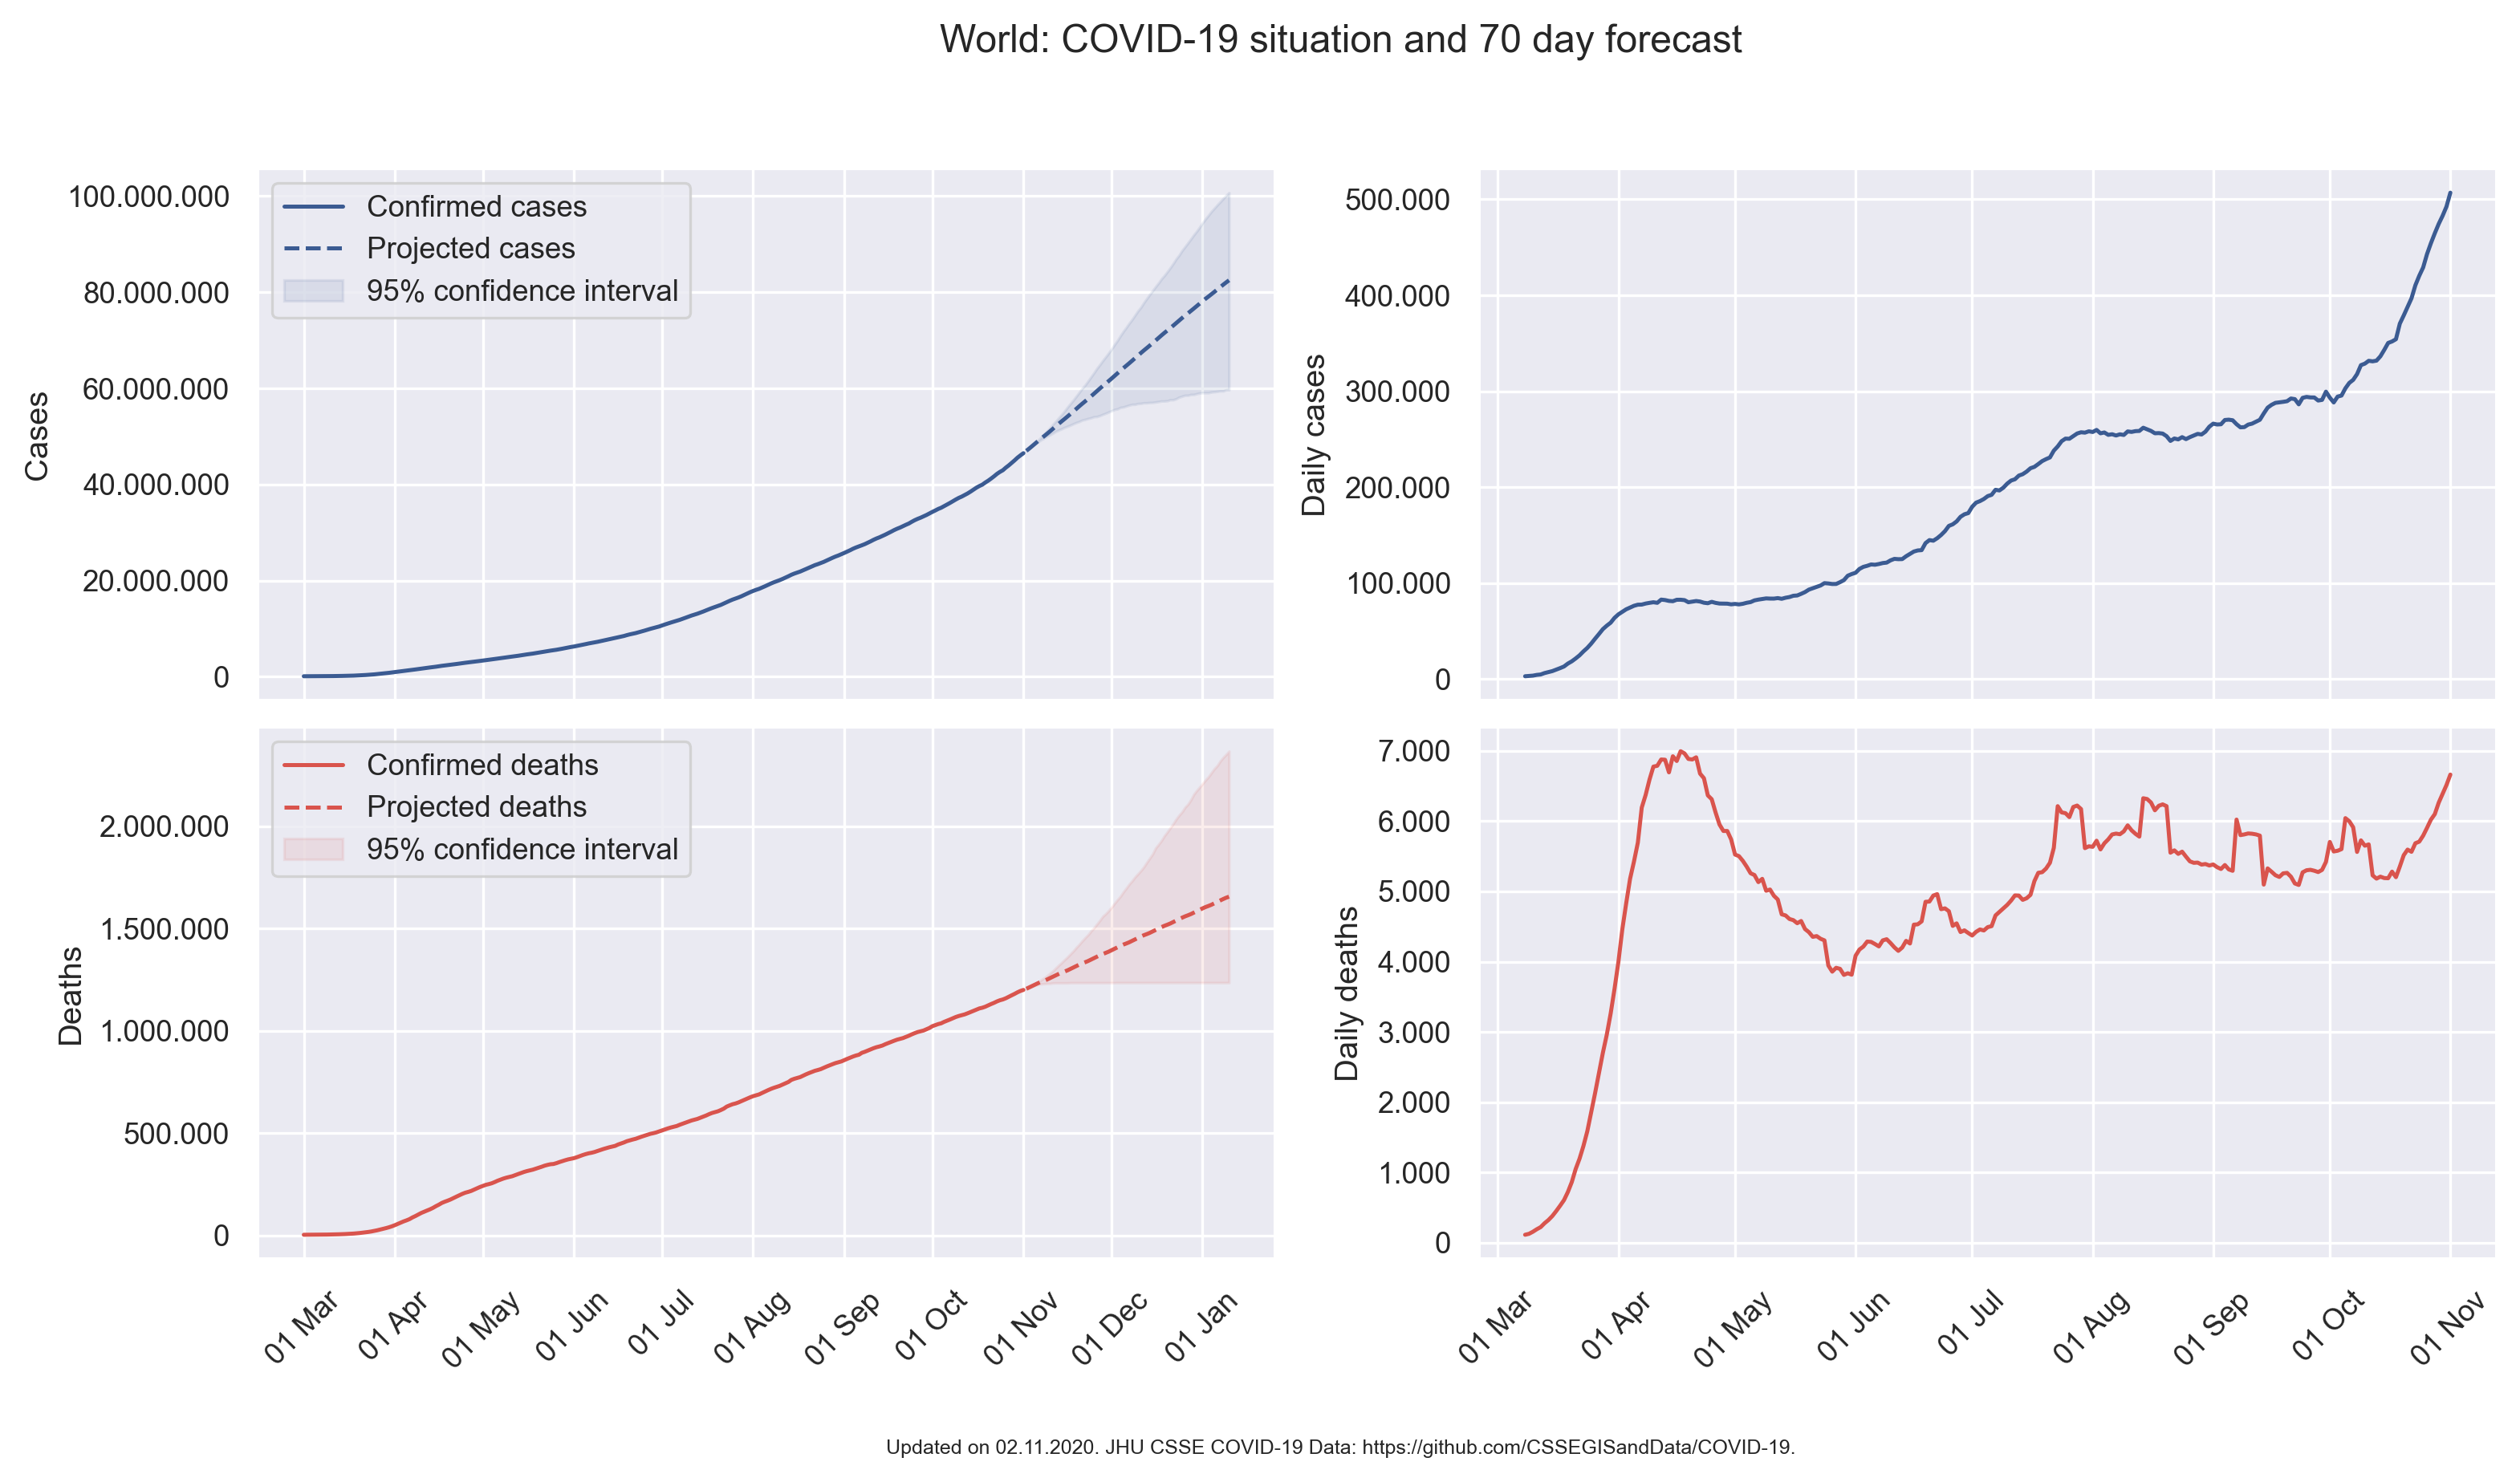 World: COVID-19 situation and 70 day forecast
100.000.000
80.000.000
60.000.000
40.000.000
20.000.000
0
Cases
Confirmed cases
Projected cases
95% confidence interval
500.000
400.000
300.000
200.000
100.000
0
Daily cases
2.000.000
1.500.000
1.000.000
500.000
0
Deaths
Confirmed deaths
Projected deaths
95% confidence interval
01 Mar
01 Apr
01 May
01 Jun
01 Jul
01 Aug
01 Sep
01 Oct
01 Nov
01 Dec
01 Jan
7.000
6.000
5.000
4.000
3.000
2.000
1.000
0
Daily deaths
01 Mar
01 Apr
01 May
01 Jun
01 Jul
01 Aug
01 Sep
01 Oct
01 Nov
Updated on 02.11.2020. JHU CSSE COVID-19 Data: https://github.com/CSSEGISandData/COVID-19.